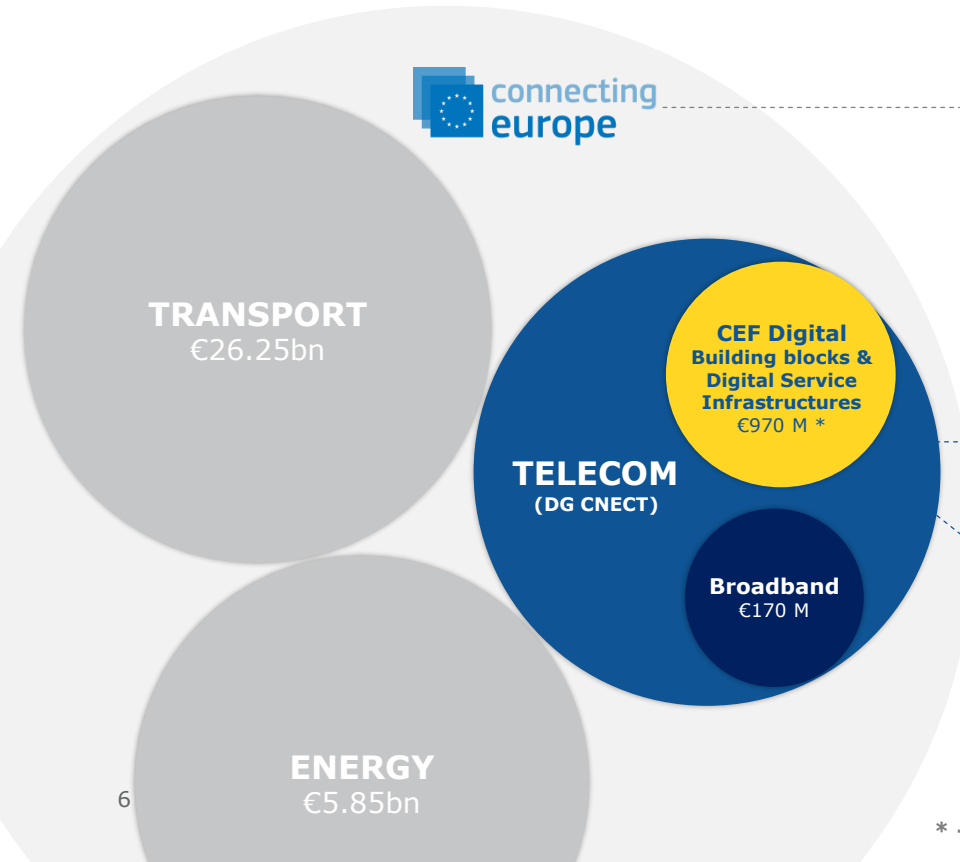 connecting
europe
TRANSPORT
€26.25bn
CEF Digital
Building blocks &
Digital Service
Infrastructures
€970 M *
TELECOM
(DG CNECT)
Broadband
€170 M
ENERGY
€5.85bn
6
*